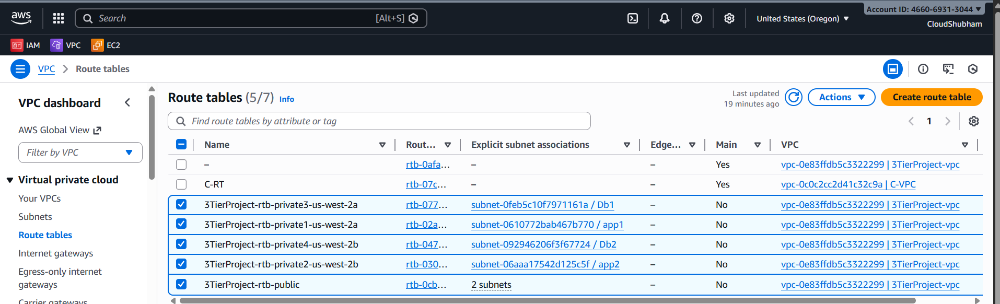 aws
Search [Alt+S]
United States (Oregon)
Account ID: 4660-6931-3044
CloudShubham
IAM VPC EC2
VPC Route tables
VPC dashboard
AWS Global View
Filter by VPC
Virtual private cloud
Your VPCs
Subnets
Route tables
Internet gateways
Egress-only internet
gateways
Carrier gateways
Route tables (5/7) Info
Last updated
19 minutes ago
Actions
Create route table
Find route tables by attribute or tag
1
Name Rout... Explicit subnet associations Edge... Main VPC
– rtb-0afa... – – Yes vpc-0e83ffdb5c3322299 | 3TierProject-vpc
C-RT rtb-07c... – – Yes vpc-0c0c2cc2d41c32c9a | C-VPC
3TierProject-rtb-private3-us-west-2a rtb-077... subnet-0feb5c10f7971161a / Db1 – No vpc-0e83ffdb5c3322299 | 3TierProject-vpc
3TierProject-rtb-private1-us-west-2a rtb-02a... subnet-0610772bab467b770 / app1 – No vpc-0e83ffdb5c3322299 | 3TierProject-vpc
3TierProject-rtb-private4-us-west-2b rtb-047... subnet-092946206f3f67724 / Db2 – No vpc-0e83ffdb5c3322299 | 3TierProject-vpc
3TierProject-rtb-private2-us-west-2b rtb-030... subnet-06aaa17542d125c5f / app2 – No vpc-0e83ffdb5c3322299 | 3TierProject-vpc
3TierProject-rtb-public rtb-0cb... 2 subnets – No vpc-0e83ffdb5c3322299 | 3TierProject-vpc